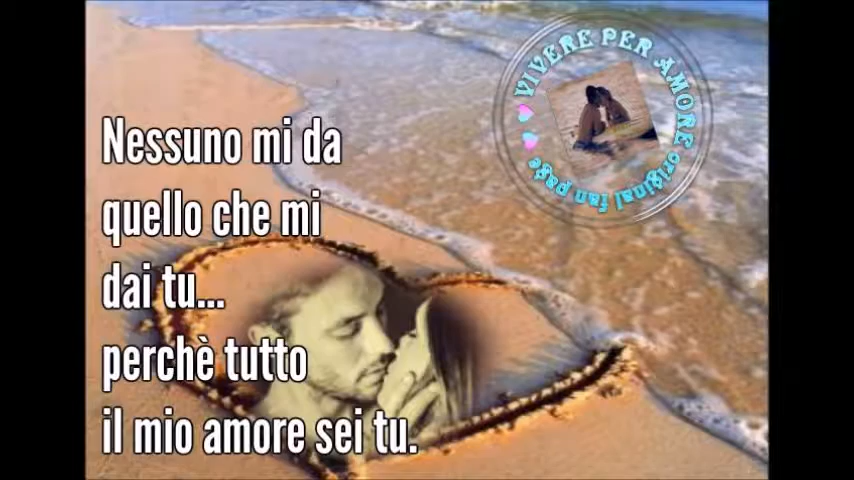 Nessuno mi da
quello che mi
dai tu...
perchè tutto
il mio amore sei tu.
VIVERE PER AMORE
original fan page